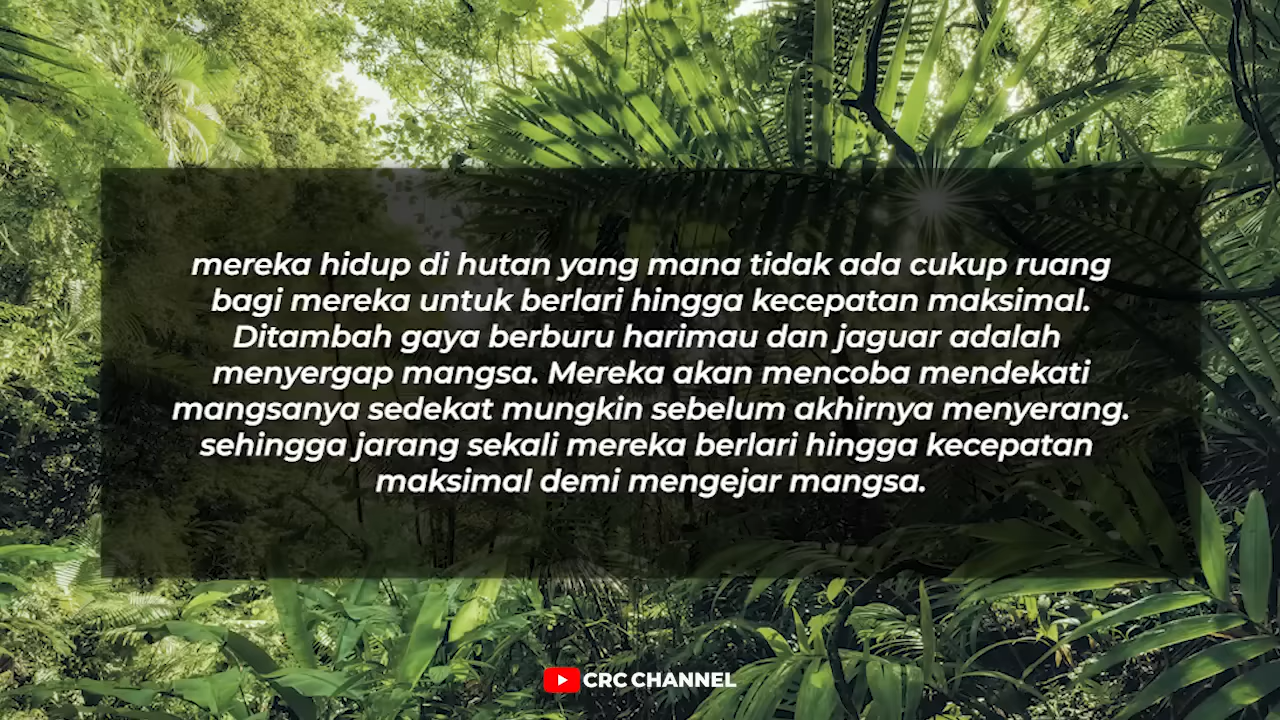 mereka hidup di hutan yang mana tidak ada cukup ruang
bagi mereka untuk berlari hingga kecepatan maksimal.
Ditambah gaya berburu harimau dan jaguar adalah
menyergap mangsa. Mereka akan mencoba mendekati
mangsanya sedekat mungkin sebelum akhirnya menyerang.
sehingga jarang sekali mereka berlari hingga kecepatan
maksimal demi mengejar mangsa.
CRC CHANNEL